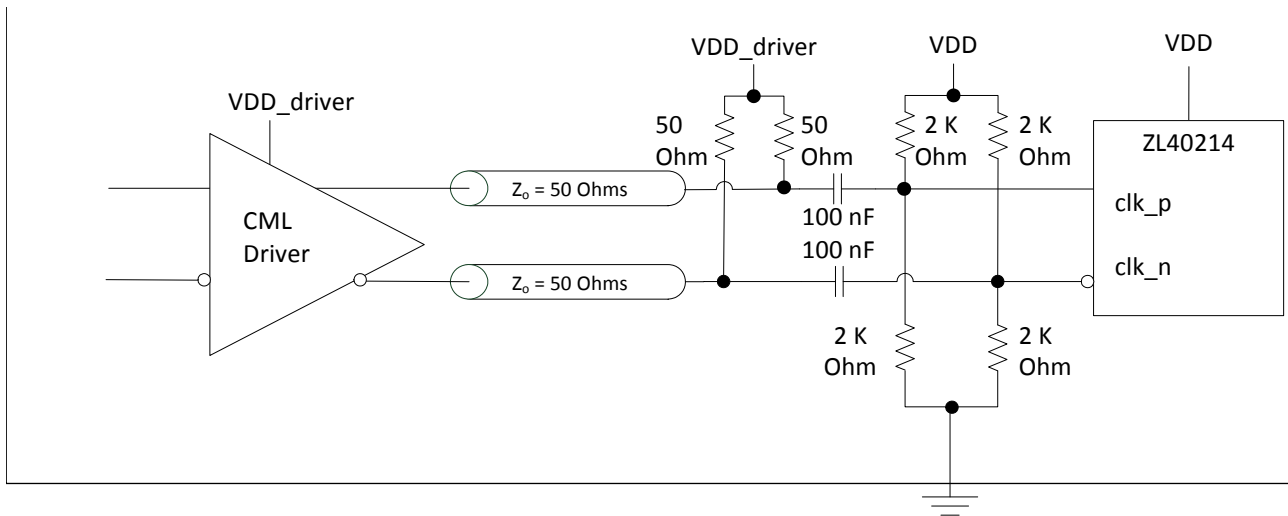 VDD_driver
VDD
VDD
VDD_driver
50
Ohm
50
Ohm
2 K
Ohm
2 K
Ohm
ZL40214
Zo = 50 Ohms
CML
Driver
clk_p
100 nF
100 nF
clk_n
Zo = 50 Ohms
2 K
Ohm
2 K
Ohm